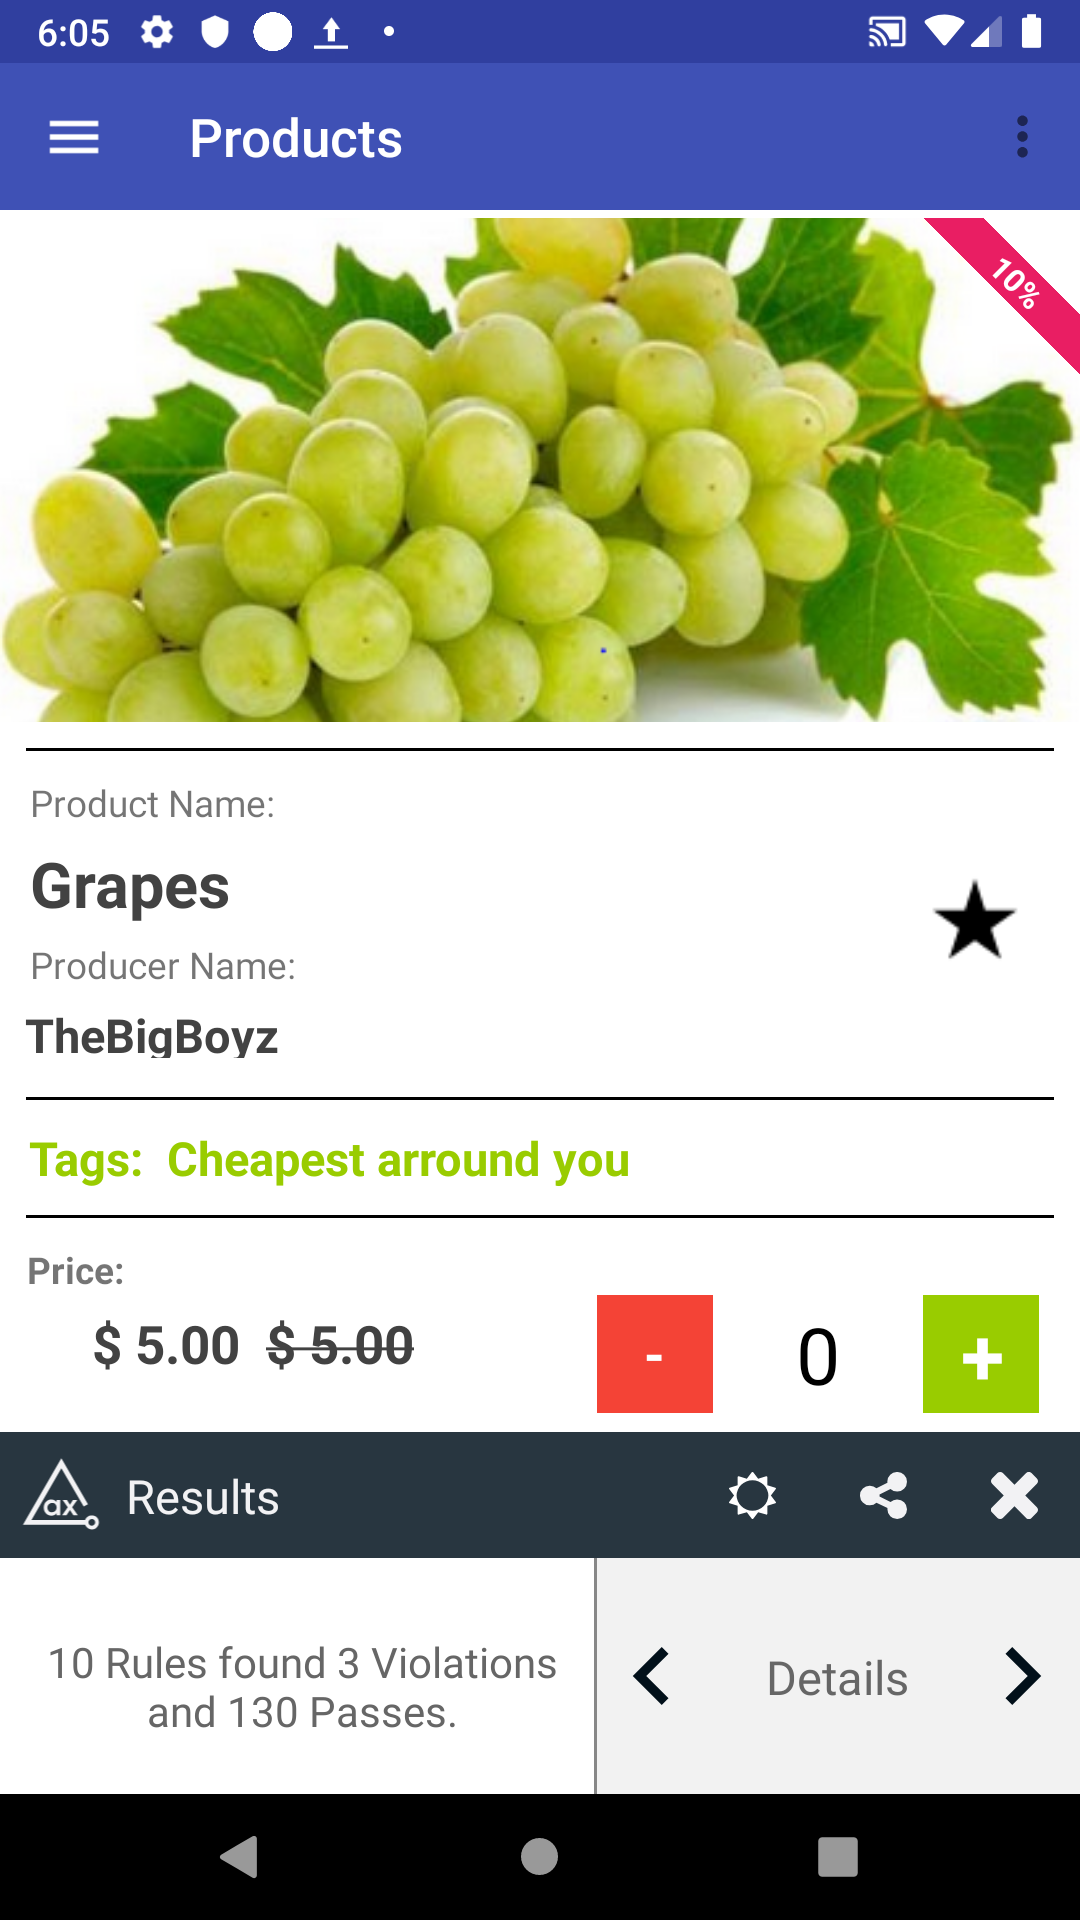 6:05
Products
10%
Product Name:
Grapes
Producer Name:
TheBigBoyz
Tags: Cheapest arround you
Price:
$ 5.00 $ 5.00
- 0 +
ax Results
10 Rules found 3 Violations
and 130 Passes.
Details